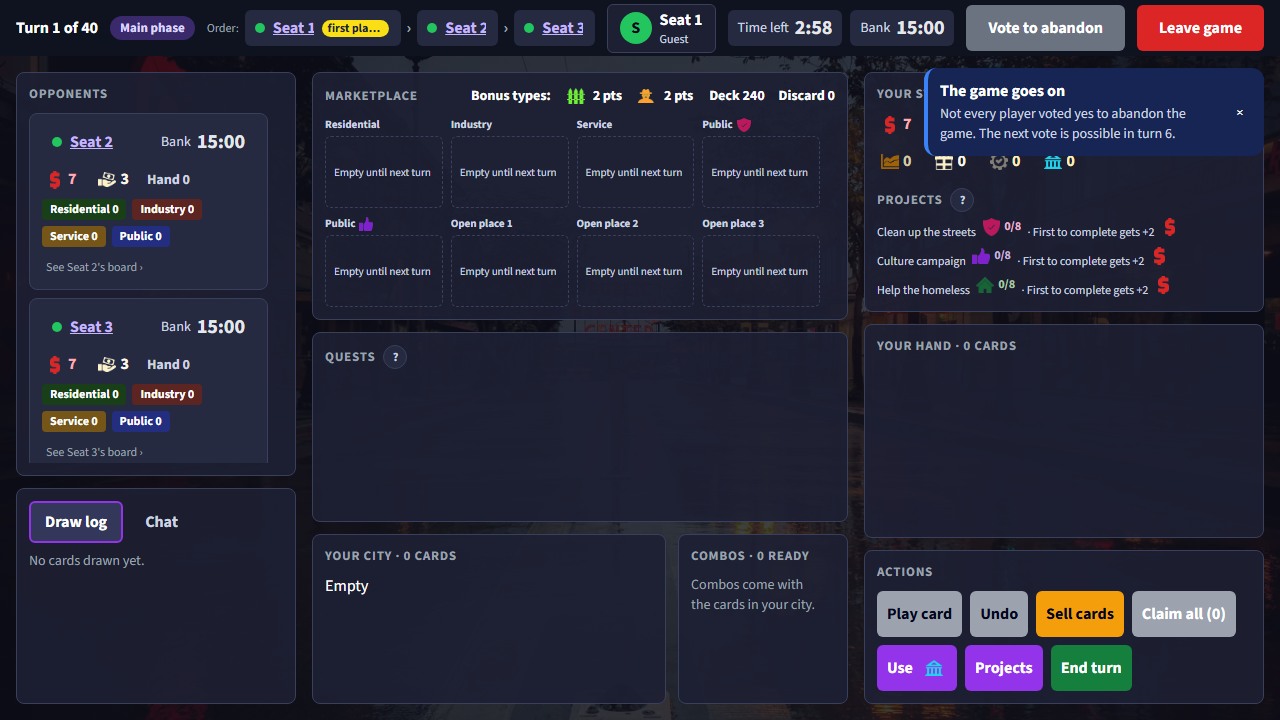 Turn 1 of 40
Main phase
Order:
Seat 1
first pla...
›
Seat 2
›
Seat 3
S
Seat 1
Guest
Time left 2:58
Bank 15:00
Vote to abandon
Leave game
OPPONENTS
Seat 2
Bank 15:00
7
3
Hand 0
Residential 0
Industry 0
Service 0
Public 0
See Seat 2's board ›
Seat 3
Bank 15:00
7
3
Hand 0
Residential 0
Industry 0
Service 0
Public 0
See Seat 3's board ›
Draw log
Chat
No cards drawn yet.
MARKETPLACE
Bonus types:
2 pts
2 pts
Deck 240
Discard 0
Residential
Industry
Service
Public
Empty until next turn
Empty until next turn
Empty until next turn
Empty until next turn
Public
Open place 1
Open place 2
Open place 3
Empty until next turn
Empty until next turn
Empty until next turn
Empty until next turn
QUESTS ?
YOUR CITY · 0 CARDS
Empty
COMBOS · 0 READY
Combos come with
the cards in your city.
YOUR S
7
The game goes on
Not every player voted yes to abandon the
game. The next vote is possible in turn 6.
×
0
0
0
0
PROJECTS ?
Clean up the streets 0/8 · First to complete gets +2
Culture campaign 0/8 · First to complete gets +2
Help the homeless 0/8 · First to complete gets +2
YOUR HAND · 0 CARDS
ACTIONS
Play card
Undo
Sell cards
Claim all (0)
Use
Projects
End turn